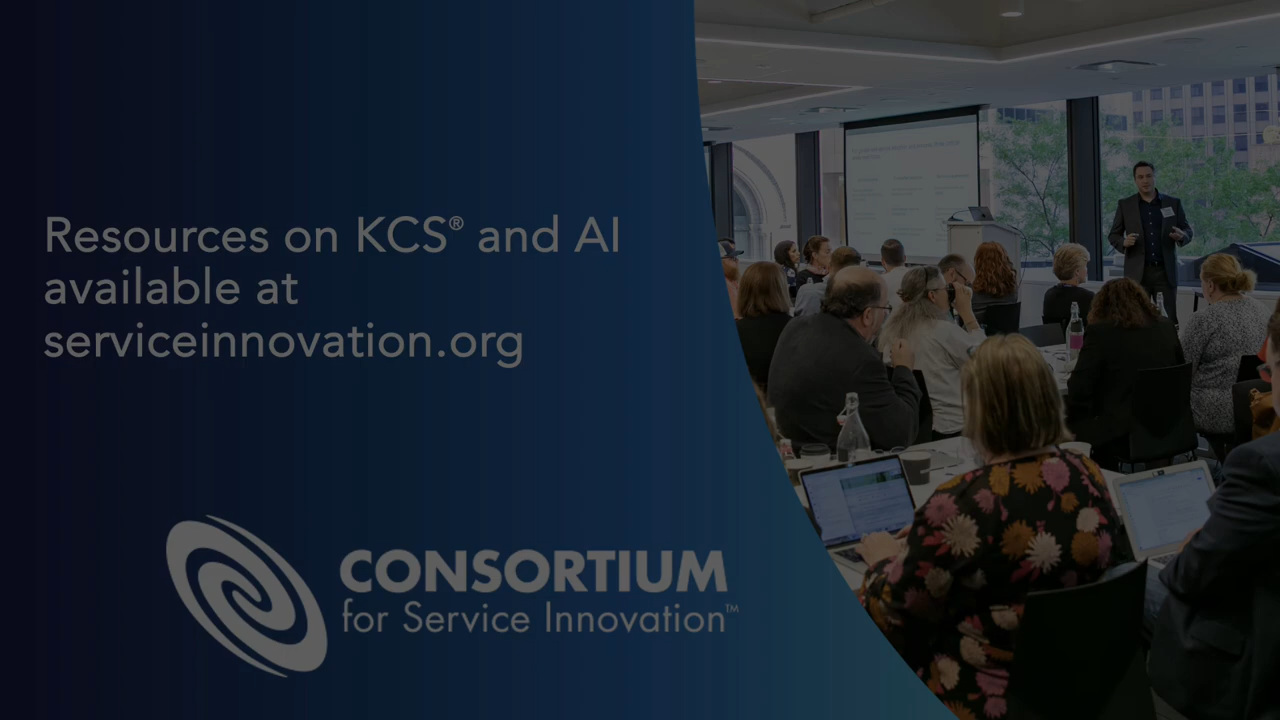 Resources on KCS® and AI
available at
serviceinnovation.org
CONSORTIUM
for Service Innovation™